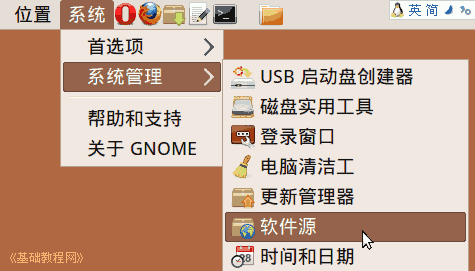 位置 系统 英 简
首选项
系统管理
帮助和支持
关于 GNOME
USB 启动盘创建器
磁盘实用工具
登录窗口
电脑清洁工
更新管理器
软件源
时间和日期
28
《基础教程网》